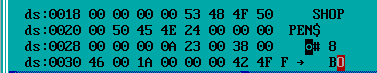 ds:0018 00 00 00 00 53 48 4F 50 SHOP
ds:0020 00 50 45 4E 24 00 00 00 PEN$
ds:0028 00 00 00 0A 23 00 38 00 ◙# 8
ds:0030 46 00 1A 00 00 00 42 4F F → BO